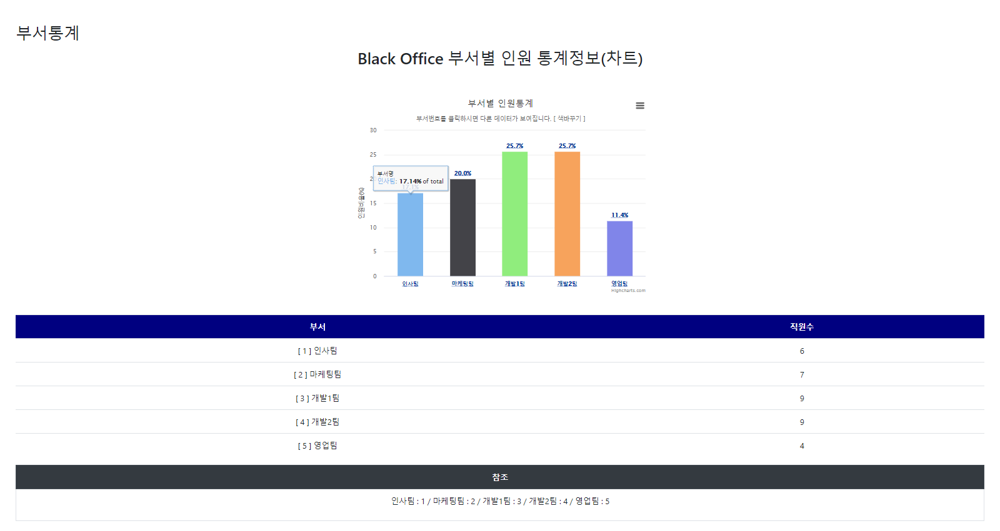 부서통계
Black Office 부서별 인원 통계정보(차트)
부서별 인원통계
부서번호를 클릭하시면 다른 데이터가 보여집니다. [ 색바꾸기 ]
30
25
2
15
10
5
0
인원비율(%)
부서명
인사팀: 17.14% of total
17.1%
20.0%
25.7%
25.7%
11.4%
인사팀 마케팅팀 개발1팀 개발2팀 영업팀
Highcharts.com
부서 직원수
[ 1 ] 인사팀 6
[ 2 ] 마케팅팀 7
[ 3 ] 개발1팀 9
[ 4 ] 개발2팀 9
[ 5 ] 영업팀 4
참조
인사팀 : 1 / 마케팅팀 : 2 / 개발1팀 : 3 / 개발2팀 : 4 / 영업팀 : 5